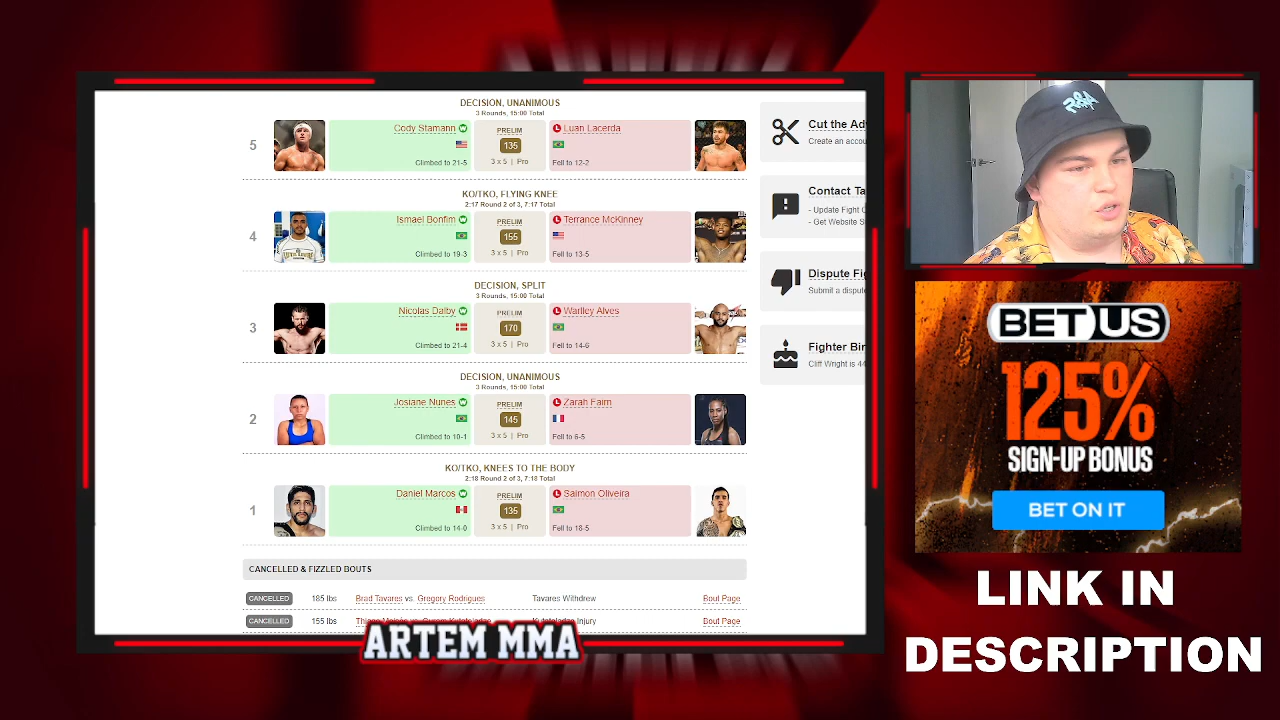 DECISION, UNANIMOUS
3 Rounds, 15:00 Total
5
Cody Stamann
Climbed to 21-5
PRELIM
135
3 x 5 | Pro
Luan Lacerda
Fell to 12-2
KO/TKO, FLYING KNEE
2:17 Round 2 of 3, 7:17 Total
4
Ismael Bonfim
Climbed to 19-3
PRELIM
155
3 x 5 | Pro
Terrance McKinney
Fell to 13-5
DECISION, SPLIT
3 Rounds, 15:00 Total
3
Nicolas Dalby
Climbed to 21-4
PRELIM
170
3 x 5 | Pro
Warlley Alves
Fell to 14-6
DECISION, UNANIMOUS
3 Rounds, 15:00 Total
2
Josiane Nunes
Climbed to 10-1
PRELIM
145
3 x 5 | Pro
Zarah Fairn
Fell to 6-5
KO/TKO, KNEES TO THE BODY
2:18 Round 2 of 3, 7:18 Total
1
Daniel Marcos
Climbed to 14-0
PRELIM
135
3 x 5 | Pro
Saimon Oliveira
Fell to 18-5
CANCELLED & FIZZLED BOUTS
CANCELLED 185 lbs Brad Tavares vs. Gregory Rodrigues Tavares Withdrew Bout Page
CANCELLED 155 lbs Injury Bout Page
Cut the Ad
Create an accou
Contact Ta
- Update Fight
- Get Website S
Dispute Fi
Submit a dispute
Fighter Bir
Cliff Wright is 44
ARTEM MMA
BETUS
125%
SIGN-UP BONUS
BET ON IT
LINK IN
DESCRIPTION